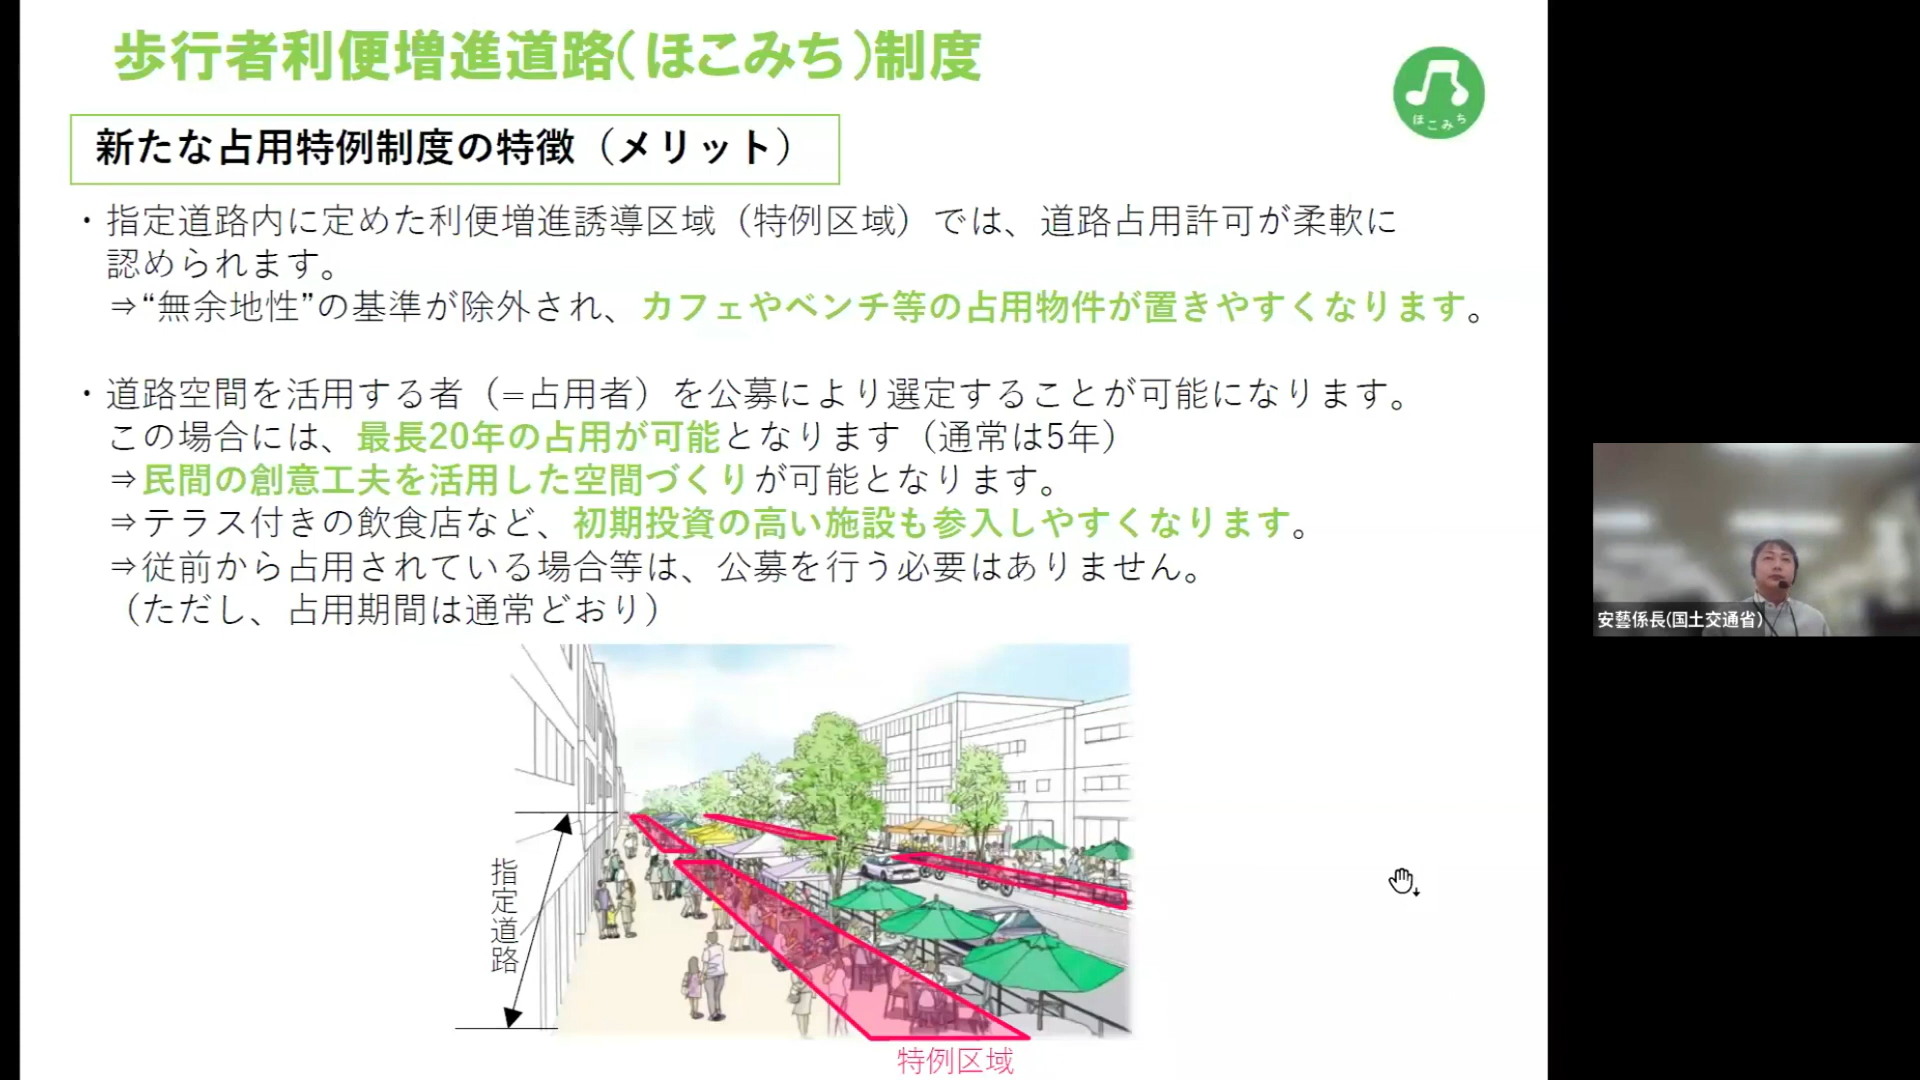 歩行者利便増進道路(ほこみち)制度
ほこみち
新たな占用特例制度の特徴（メリット）
・指定道路内に定めた利便増進誘導区域（特例区域）では、道路占用許可が柔軟に
認められます。
⇒“無余地性”の基準が除外され、カフェやベンチ等の占用物件が置きやすくなります。
・道路空間を活用する者（=占用者）を公募により選定することが可能になります。
この場合には、最長20年の占用が可能となります（通常は5年）
⇒民間の創意工夫を活用した空間づくりが可能となります。
⇒テラス付きの飲食店など、初期投資の高い施設も参入しやすくなります。
⇒従前から占用されている場合等は、公募を行う必要はありません。
（ただし、占用期間は通常どおり）
指定道路
特例区域
安藝係長(国土交通省)